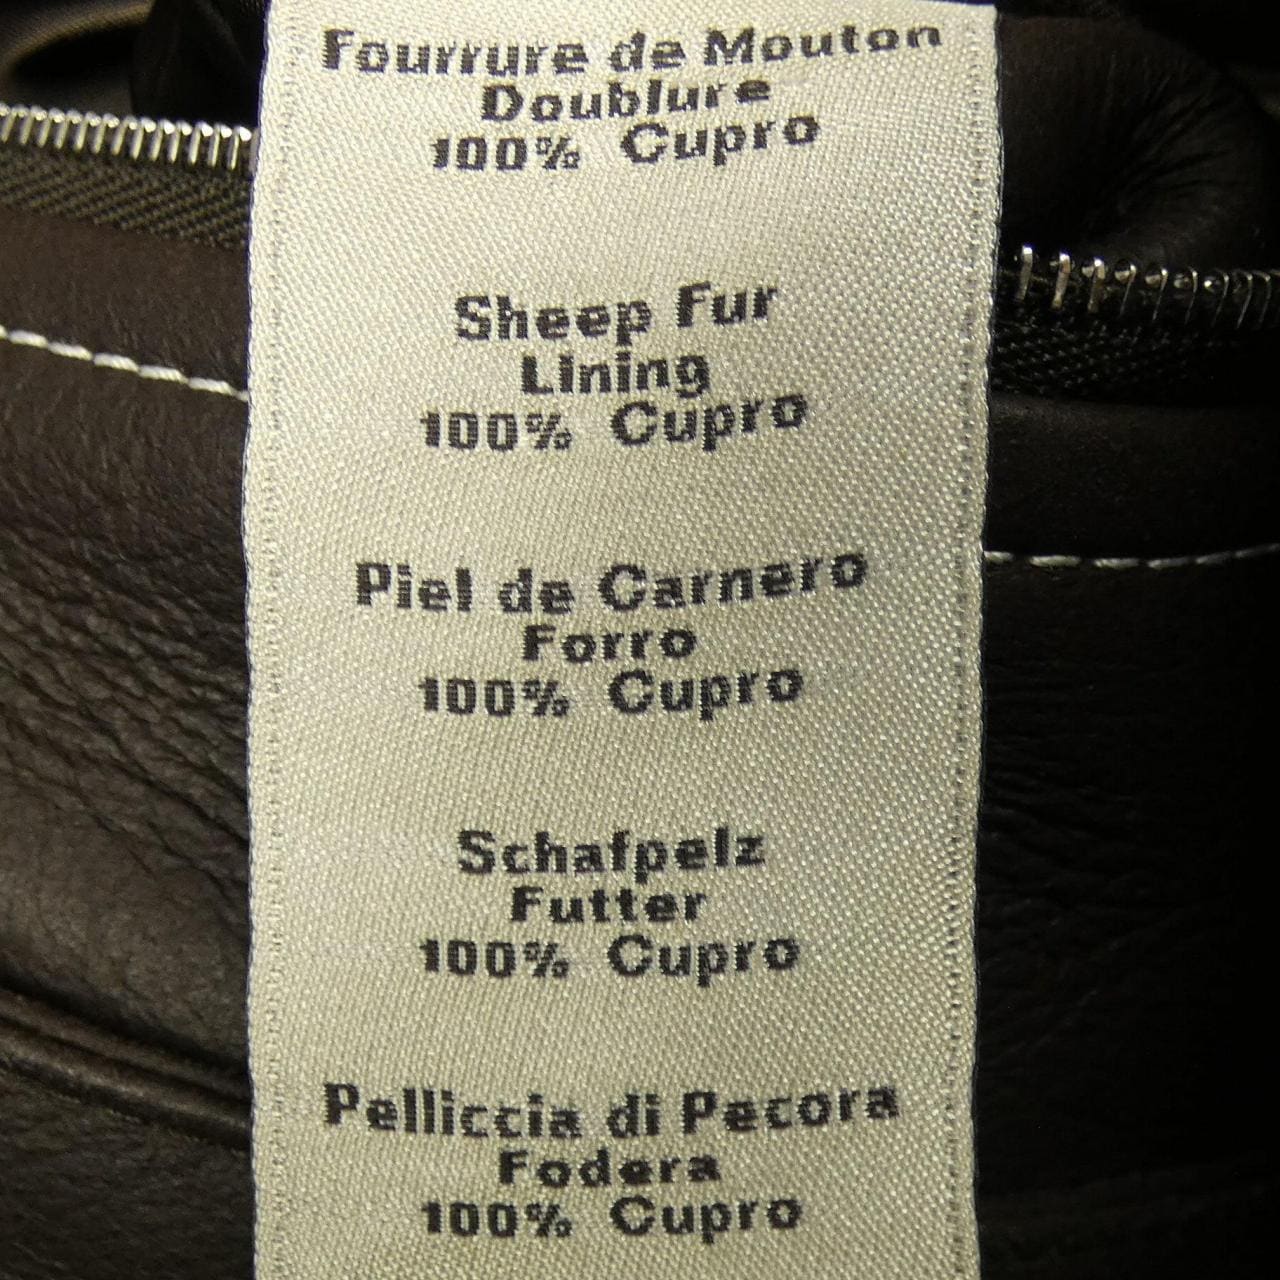 Fourrure de Mouton
Doublure
100% Cupro
Sheep Fur
Lining
100% Cupro
Piel de Carnero
Forro
100% Cupro
Schafpelz
Futter
100% Cupro
Pelliccia di Pecora
Fodera
100% Cupro